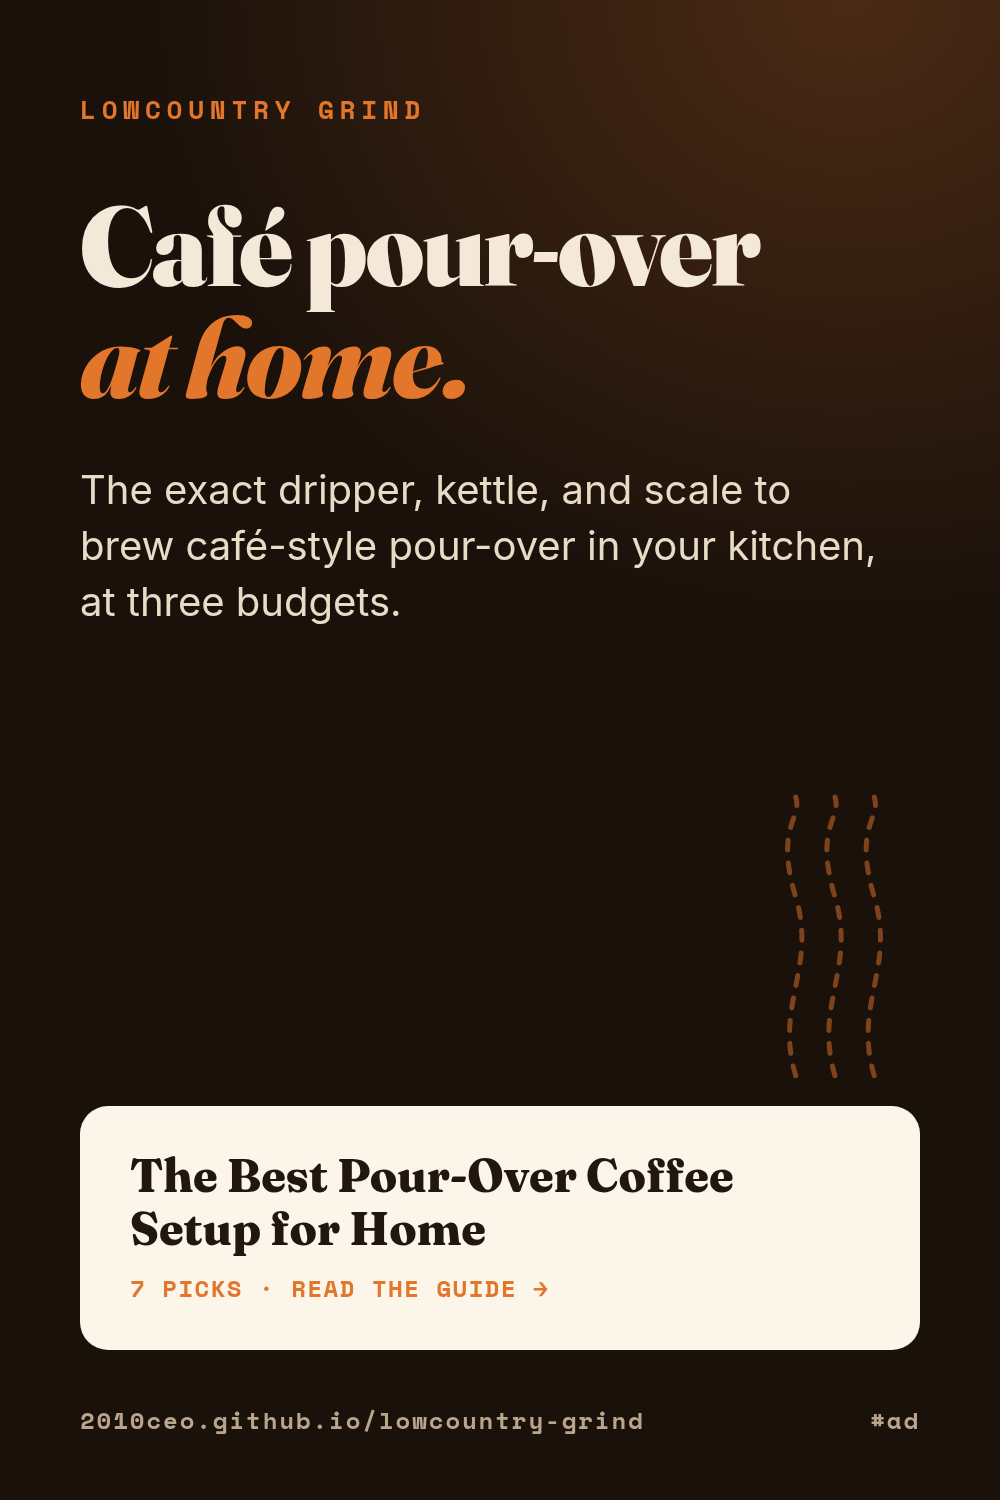 LOWCOUNTRY GRIND
Café pour-over
at home.
The exact dripper, kettle, and scale to
brew café-style pour-over in your kitchen,
at three budgets.
The Best Pour-Over Coffee
Setup for Home
7 PICKS · READ THE GUIDE →
2010ceo.github.io/lowcountry-grind
#ad